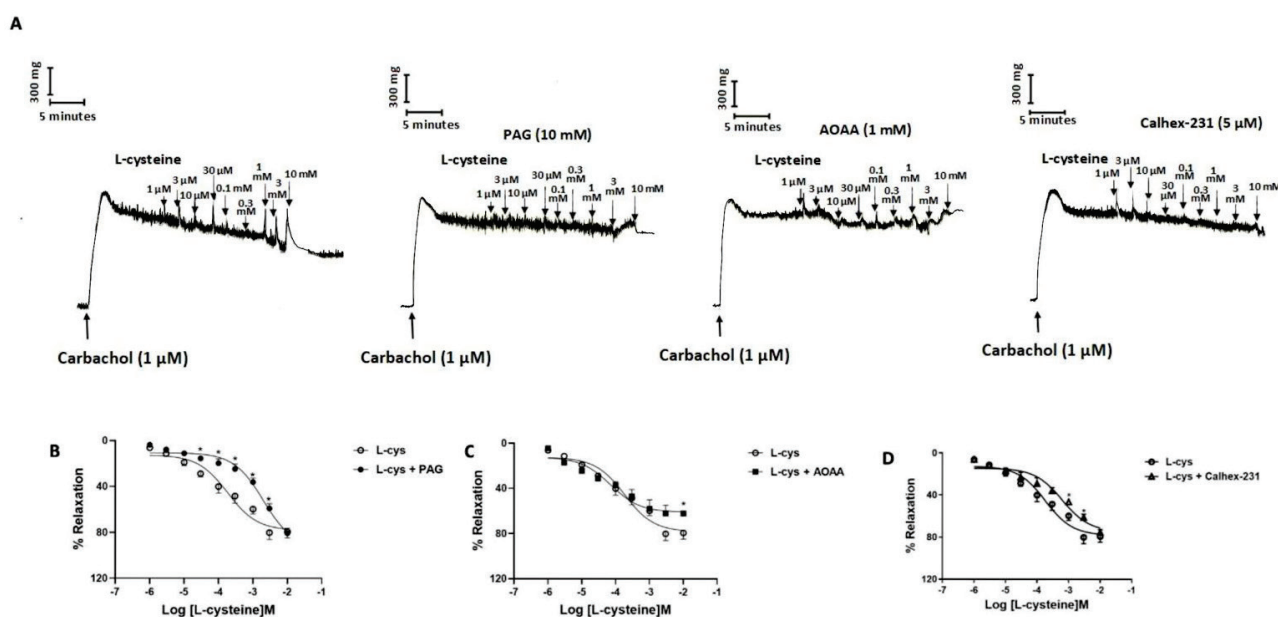 A
300 mg
5 minutes
L-cysteine
1 µM
3 µM
10 µM
30 µM
0.1 mM
0.3 mM
1 mM
3 mM
10 mM
Carbachol (1 µM)
300 mg
5 minutes
PAG (10 mM)
L-cysteine
1 µM
3 µM
10 µM
30 µM
0.1 mM
0.3 mM
1 mM
3 mM
10 mM
Carbachol (1 µM)
300 mg
5 minutes
AOAA (1 mM)
L-cysteine
1 µM
3 µM
10 µM
30 µM
0.1 mM
0.3 mM
1 mM
3 mM
10 mM
Carbachol (1 µM)
300 mg
5 minutes
Calhex-231 (5 µM)
L-cysteine
1 µM
3 µM
10 µM
30 µM
0.1 mM
0.3 mM
1 mM
3 mM
10 mM
Carbachol (1 µM)
B
% Relaxation
0
40
80
120
-7 -6 -5 -4 -3 -2 -1
Log [L-cysteine]M
L-cys
L-cys + PAG
* * * * *
C
% Relaxation
0
40
80
120
-7 -6 -5 -4 -3 -2 -1
Log [L-cysteine]M
L-cys
L-cys + AOAA
*
D
% Relaxation
0
40
80
120
-7 -6 -5 -4 -3 -2 -1
Log [L-cysteine]M
L-cys
L-cys + Calhex-231
* *